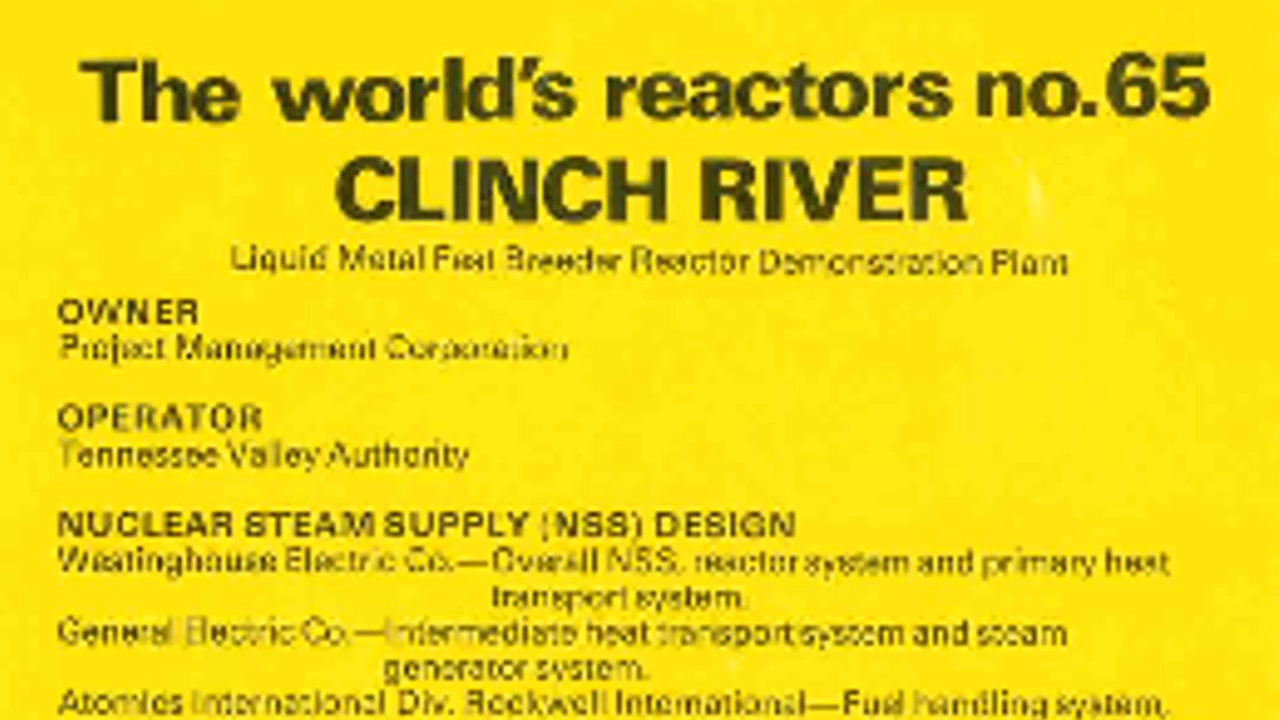 The world's reactors no.65
CLINCH RIVER
Liquid Metal Fast Breeder Reactor Demonstration Plant
OWNER
Project Management Corporation
OPERATOR
Tennessee Valley Authority
NUCLEAR STEAM SUPPLY (NSS) DESIGN
Westinghouse Electric Co.—Overall NSS, reactor system and primary heat
transport system.
General Electric Co.—Intermediate heat transport system and steam
generator system.
Atomics International Div. Rockwell International—Fuel handling system,